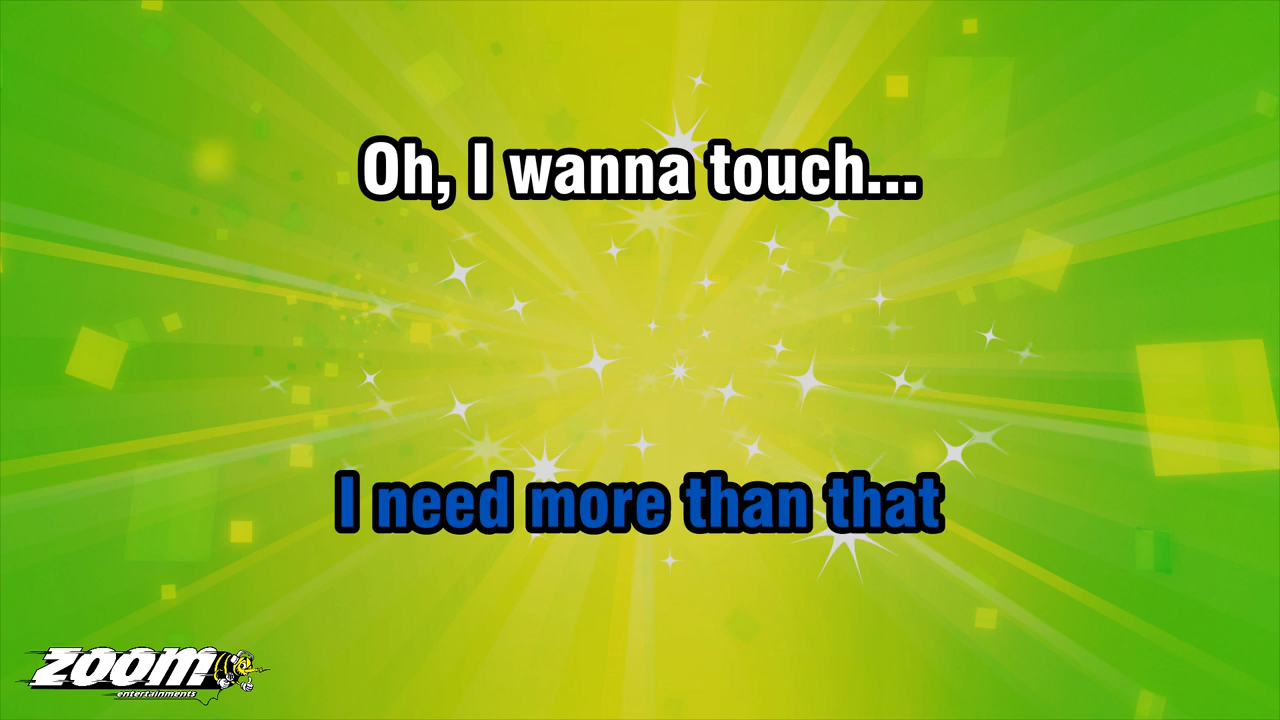 Oh, I wanna touch...
I need more than that
ZOOM
entertainments